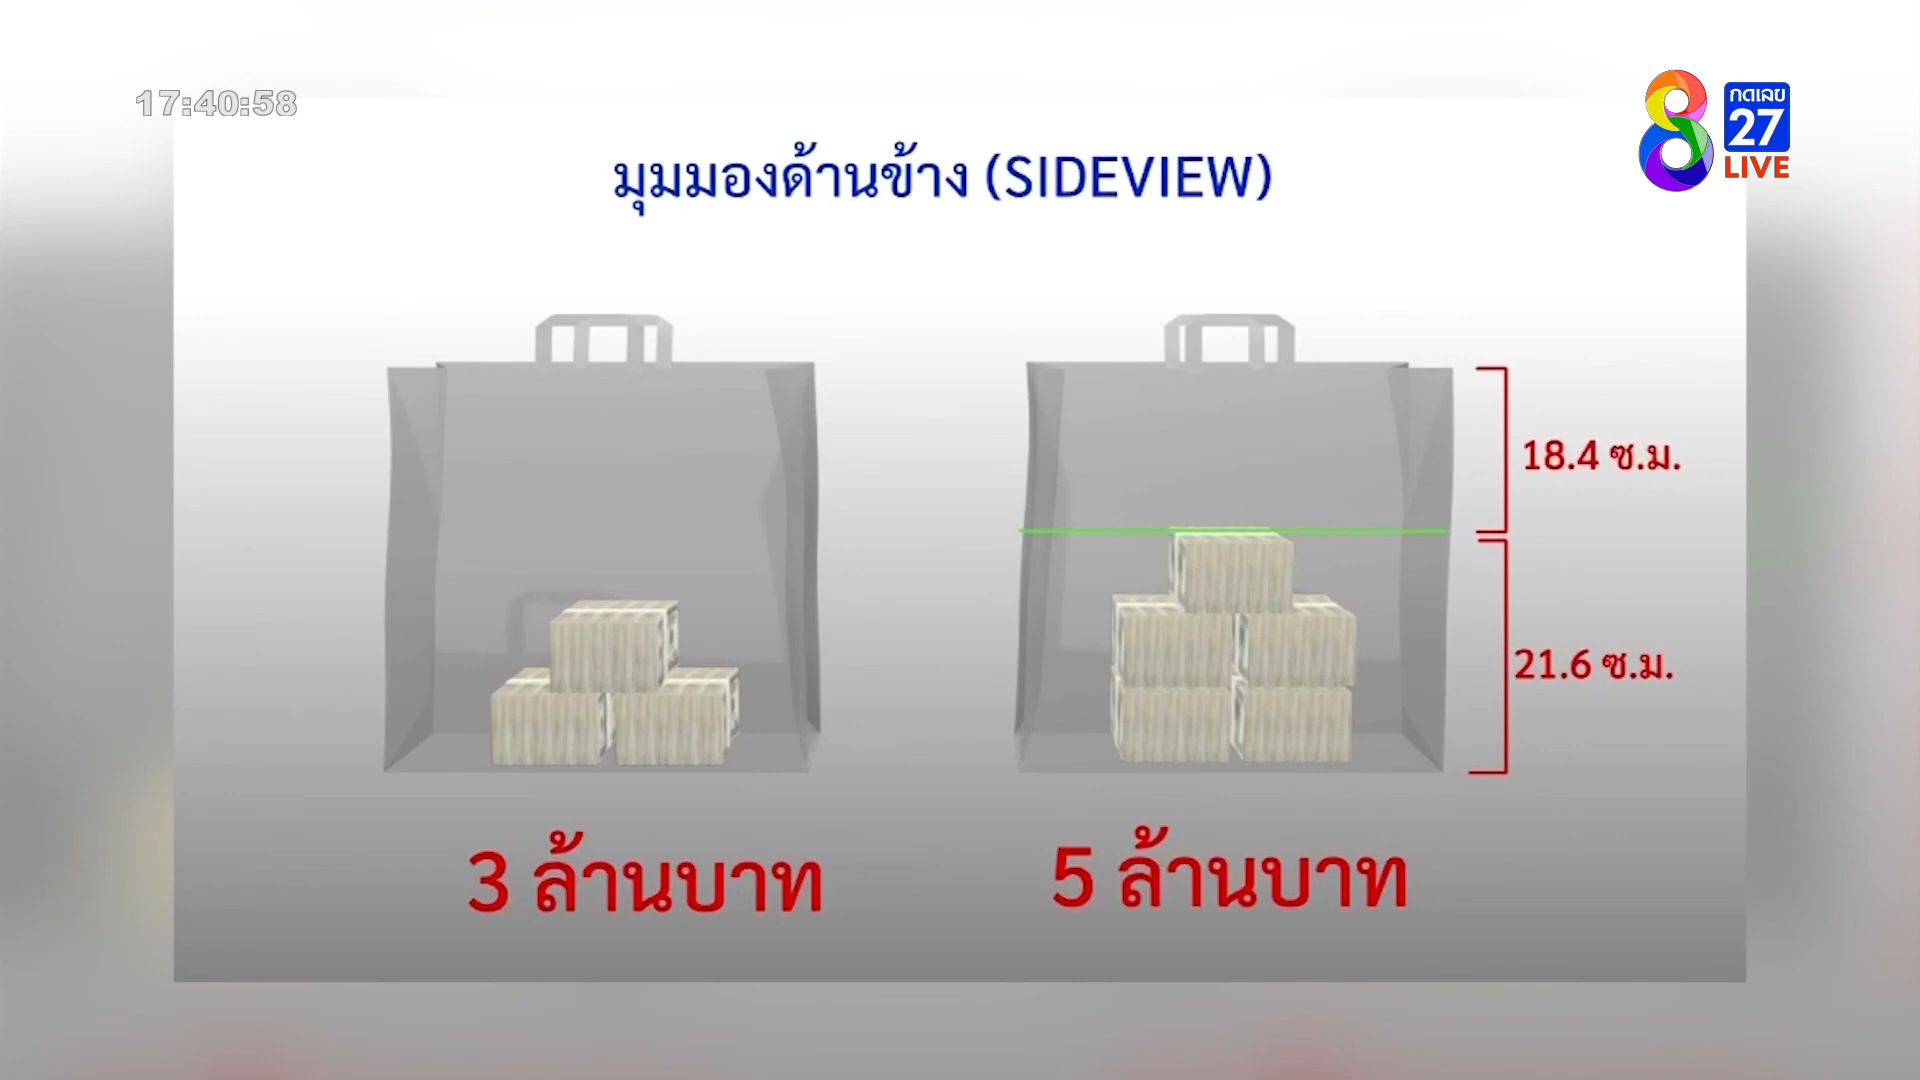 17:40:58
8
กดเลข
27
LIVE
มุมมองด้านข้าง (SIDEVIEW)
18.4 ซ.ม.
21.6 ซ.ม.
3 ล้านบาท
5 ล้านบาท